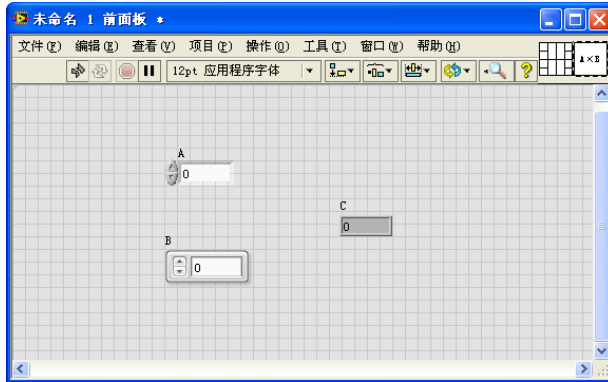 未命名 1 前面板 *
文件(F) 编辑(E) 查看(V) 项目(P) 操作(O) 工具(T) 窗口(W) 帮助(H)
12pt 应用程序字体
A×B
A
0
C
0
B
0